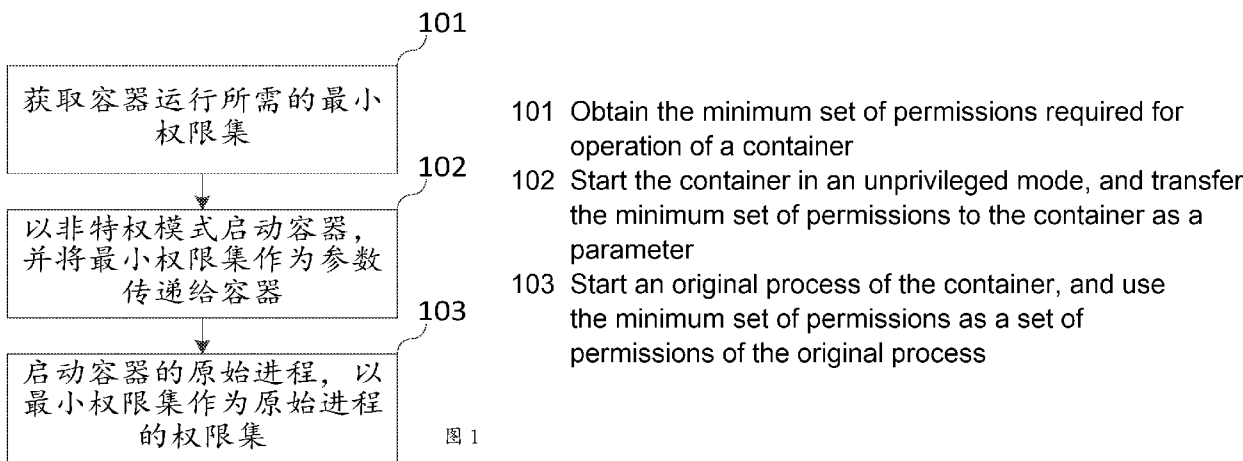 101
获取容器运行所需的最小
权限集
102
以非特权模式启动容器，
并将最小权限集作为参数
传递给容器
103
启动容器的原始进程，以
最小权限集作为原始进程
的权限集
图 1
101 Obtain the minimum set of permissions required for
operation of a container
102 Start the container in an unprivileged mode, and transfer
the minimum set of permissions to the container as a
parameter
103 Start an original process of the container, and use
the minimum set of permissions as a set of
permissions of the original process